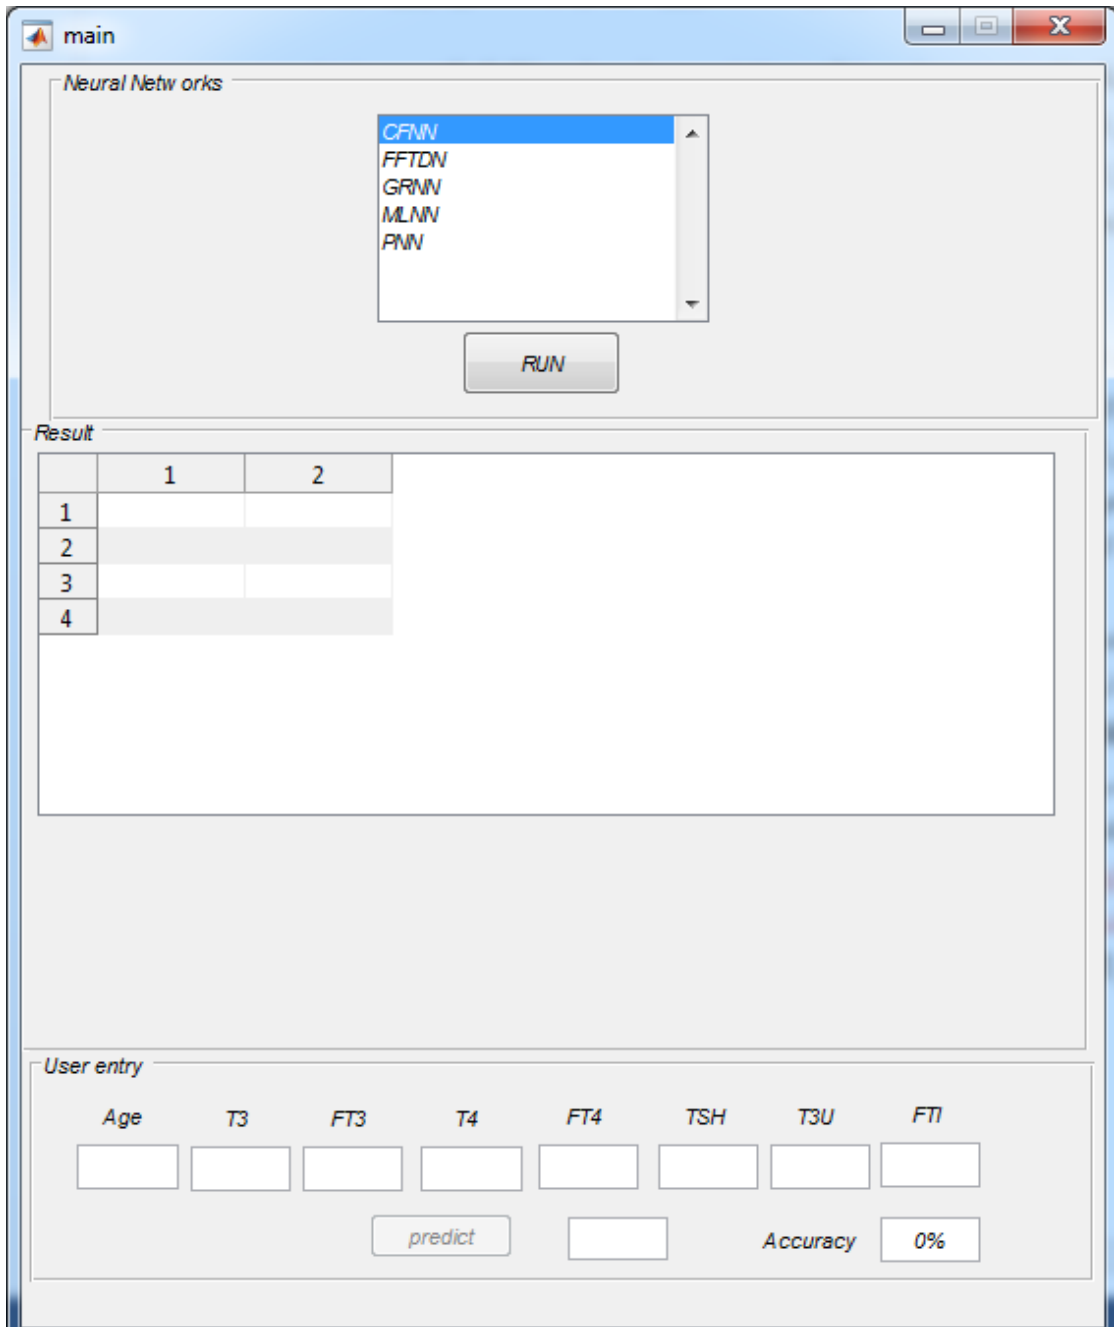 main
Neural Netw orks
CFNN
FFTDN
GRNN
MLNN
PNN
RUN
Result
1 2
1
2
3
4
User entry
Age T3 FT3 T4 FT4 TSH T3U FTI
predict Accuracy 0%